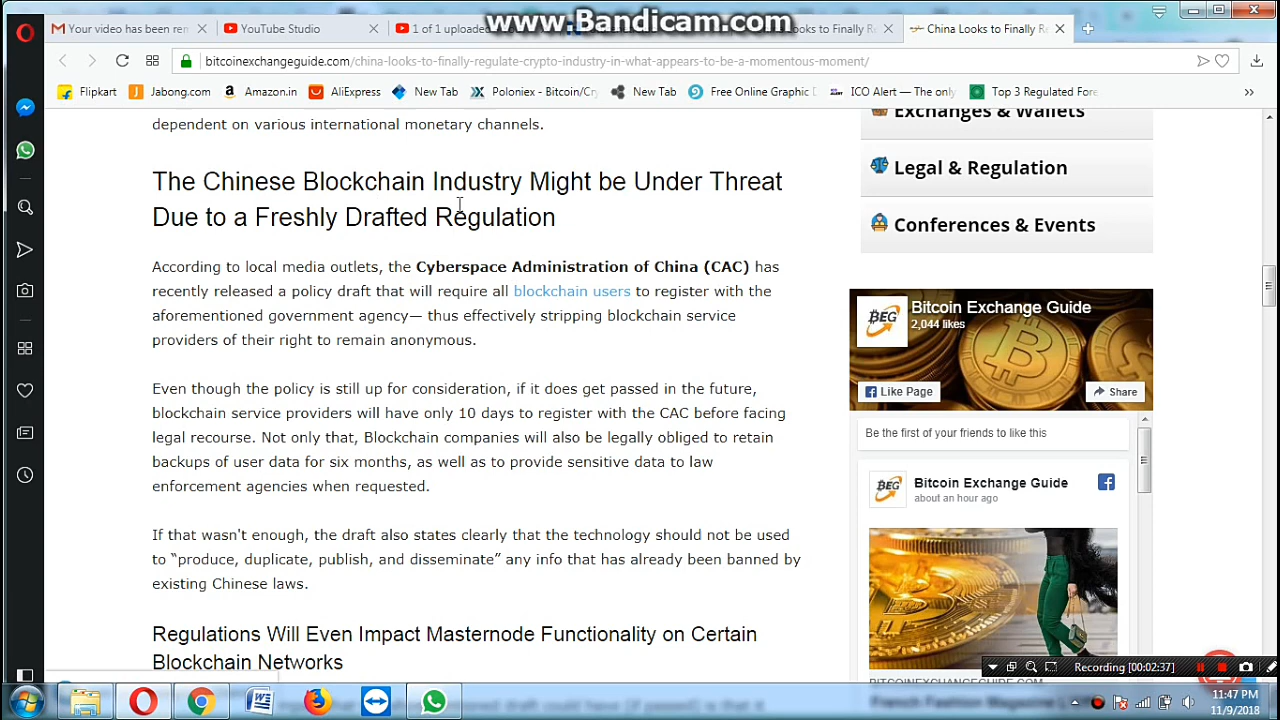 www.Bandicam.com
Your video has been rem
YouTube Studio
1 of 1 uploaded
ooks to Finally R
China Looks to Finally R
bitcoinexchangeguide.com/china-looks-to-finally-regulate-crypto-industry-in-what-appears-to-be-a-momentous-moment/
Flipkart
Jabong.com
Amazon.in
AliExpress
New Tab
Poloniex - Bitcoin/Cry
New Tab
Free Online Graphic D
ICO Alert — The only
Top 3 Regulated Fore
dependent on various international monetary channels.
The Chinese Blockchain Industry Might be Under Threat
Due to a Freshly Drafted Regulation
According to local media outlets, the Cyberspace Administration of China (CAC) has
recently released a policy draft that will require all blockchain users to register with the
aforementioned government agency— thus effectively stripping blockchain service
providers of their right to remain anonymous.
Even though the policy is still up for consideration, if it does get passed in the future,
blockchain service providers will have only 10 days to register with the CAC before facing
legal recourse. Not only that, Blockchain companies will also be legally obliged to retain
backups of user data for six months, as well as to provide sensitive data to law
enforcement agencies when requested.
If that wasn't enough, the draft also states clearly that the technology should not be used
to “produce, duplicate, publish, and disseminate” any info that has already been banned by
existing Chinese laws.
Regulations Will Even Impact Masternode Functionality on Certain
Blockchain Networks
Exchanges & Wallets
Legal & Regulation
Conferences & Events
BEG
Bitcoin Exchange Guide
2,044 likes
Like Page
Share
Be the first of your friends to like this
BEG
Bitcoin Exchange Guide
about an hour ago
BITCOINEXCHANGEGUIDE.COM
Recording [00:02:37]
11:47 PM
11/9/2018